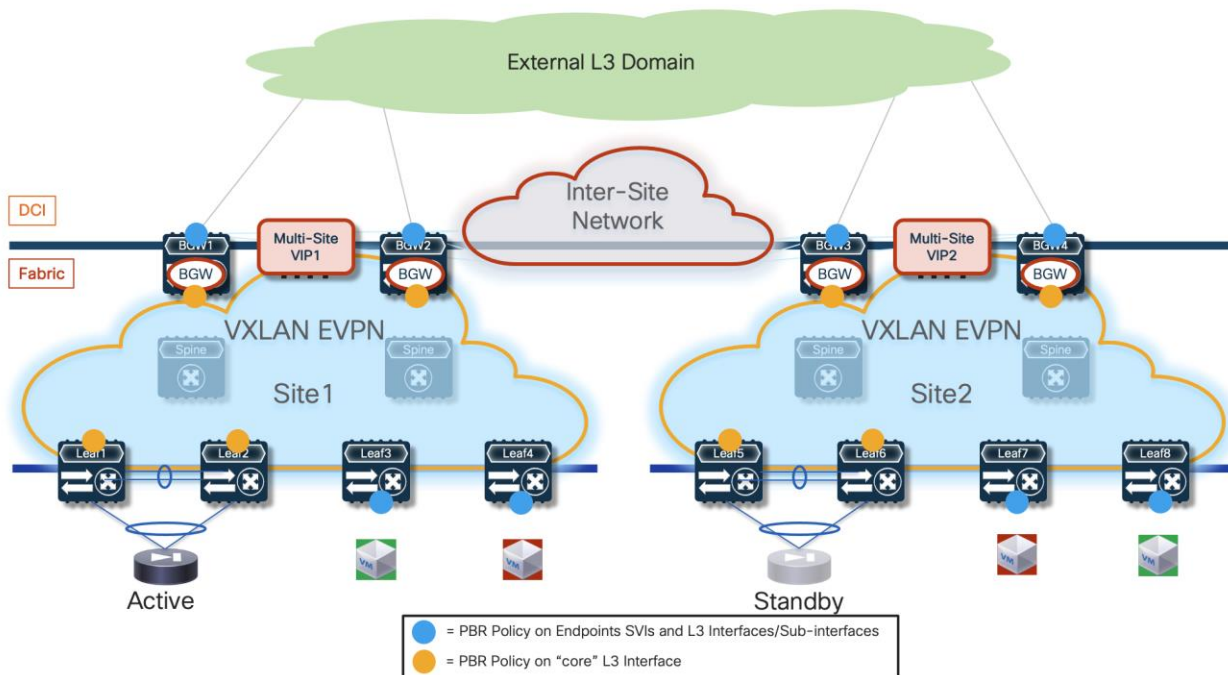 External L3 Domain
Inter-Site
Network
DCI
Fabric
BGW1
Multi-Site
VIP1
BGW2
BGW3
Multi-Site
VIP2
BGW4
BGW
BGW
BGW
BGW
VXLAN EVPN
VXLAN EVPN
Spine
Spine
Spine
Spine
Site1
Site2
Leaf1
Leaf2
Leaf3
Leaf4
Leaf5
Leaf6
Leaf7
Leaf8
VM
VM
VM
VM
Active
Standby
= PBR Policy on Endpoints SVIs and L3 Interfaces/Sub-interfaces
= PBR Policy on “core” L3 Interface